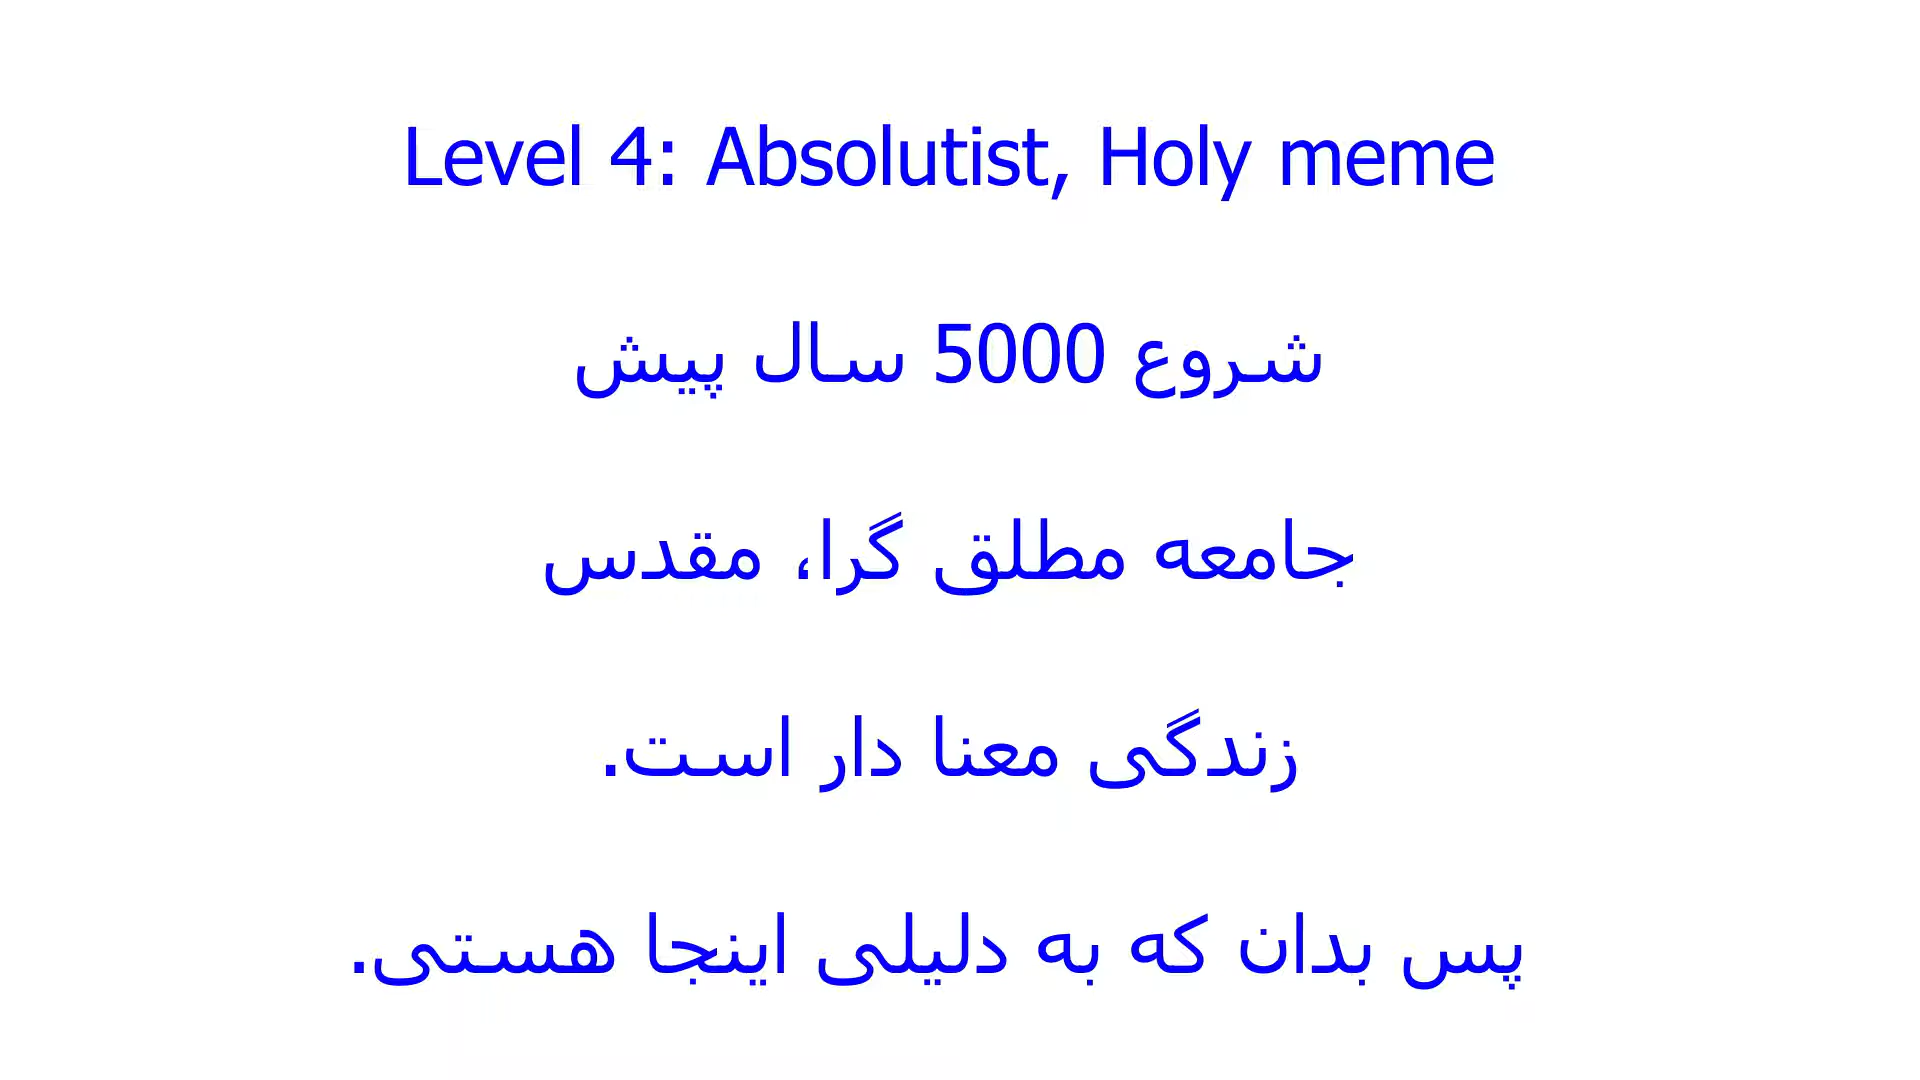 Level 4: Absolutist, Holy meme
شروع 5000 سال پیش
جامعه مطلق گرا، مقدس
زندگی معنا دار است.
پس بدان که به دلیلی اینجا هستی.